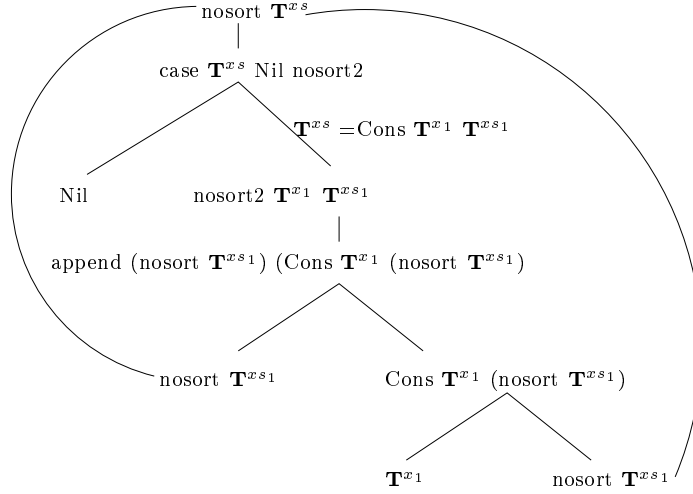 nosort T^{xs}
case T^{xs} Nil nosort2
T^{xs} =Cons T^{x_1} T^{xs_1}
Nil nosort2 T^{x_1} T^{xs_1}
append (nosort T^{xs_1}) (Cons T^{x_1} (nosort T^{xs_1})
nosort T^{xs_1} Cons T^{x_1} (nosort T^{xs_1})
T^{x_1} nosort T^{xs_1}